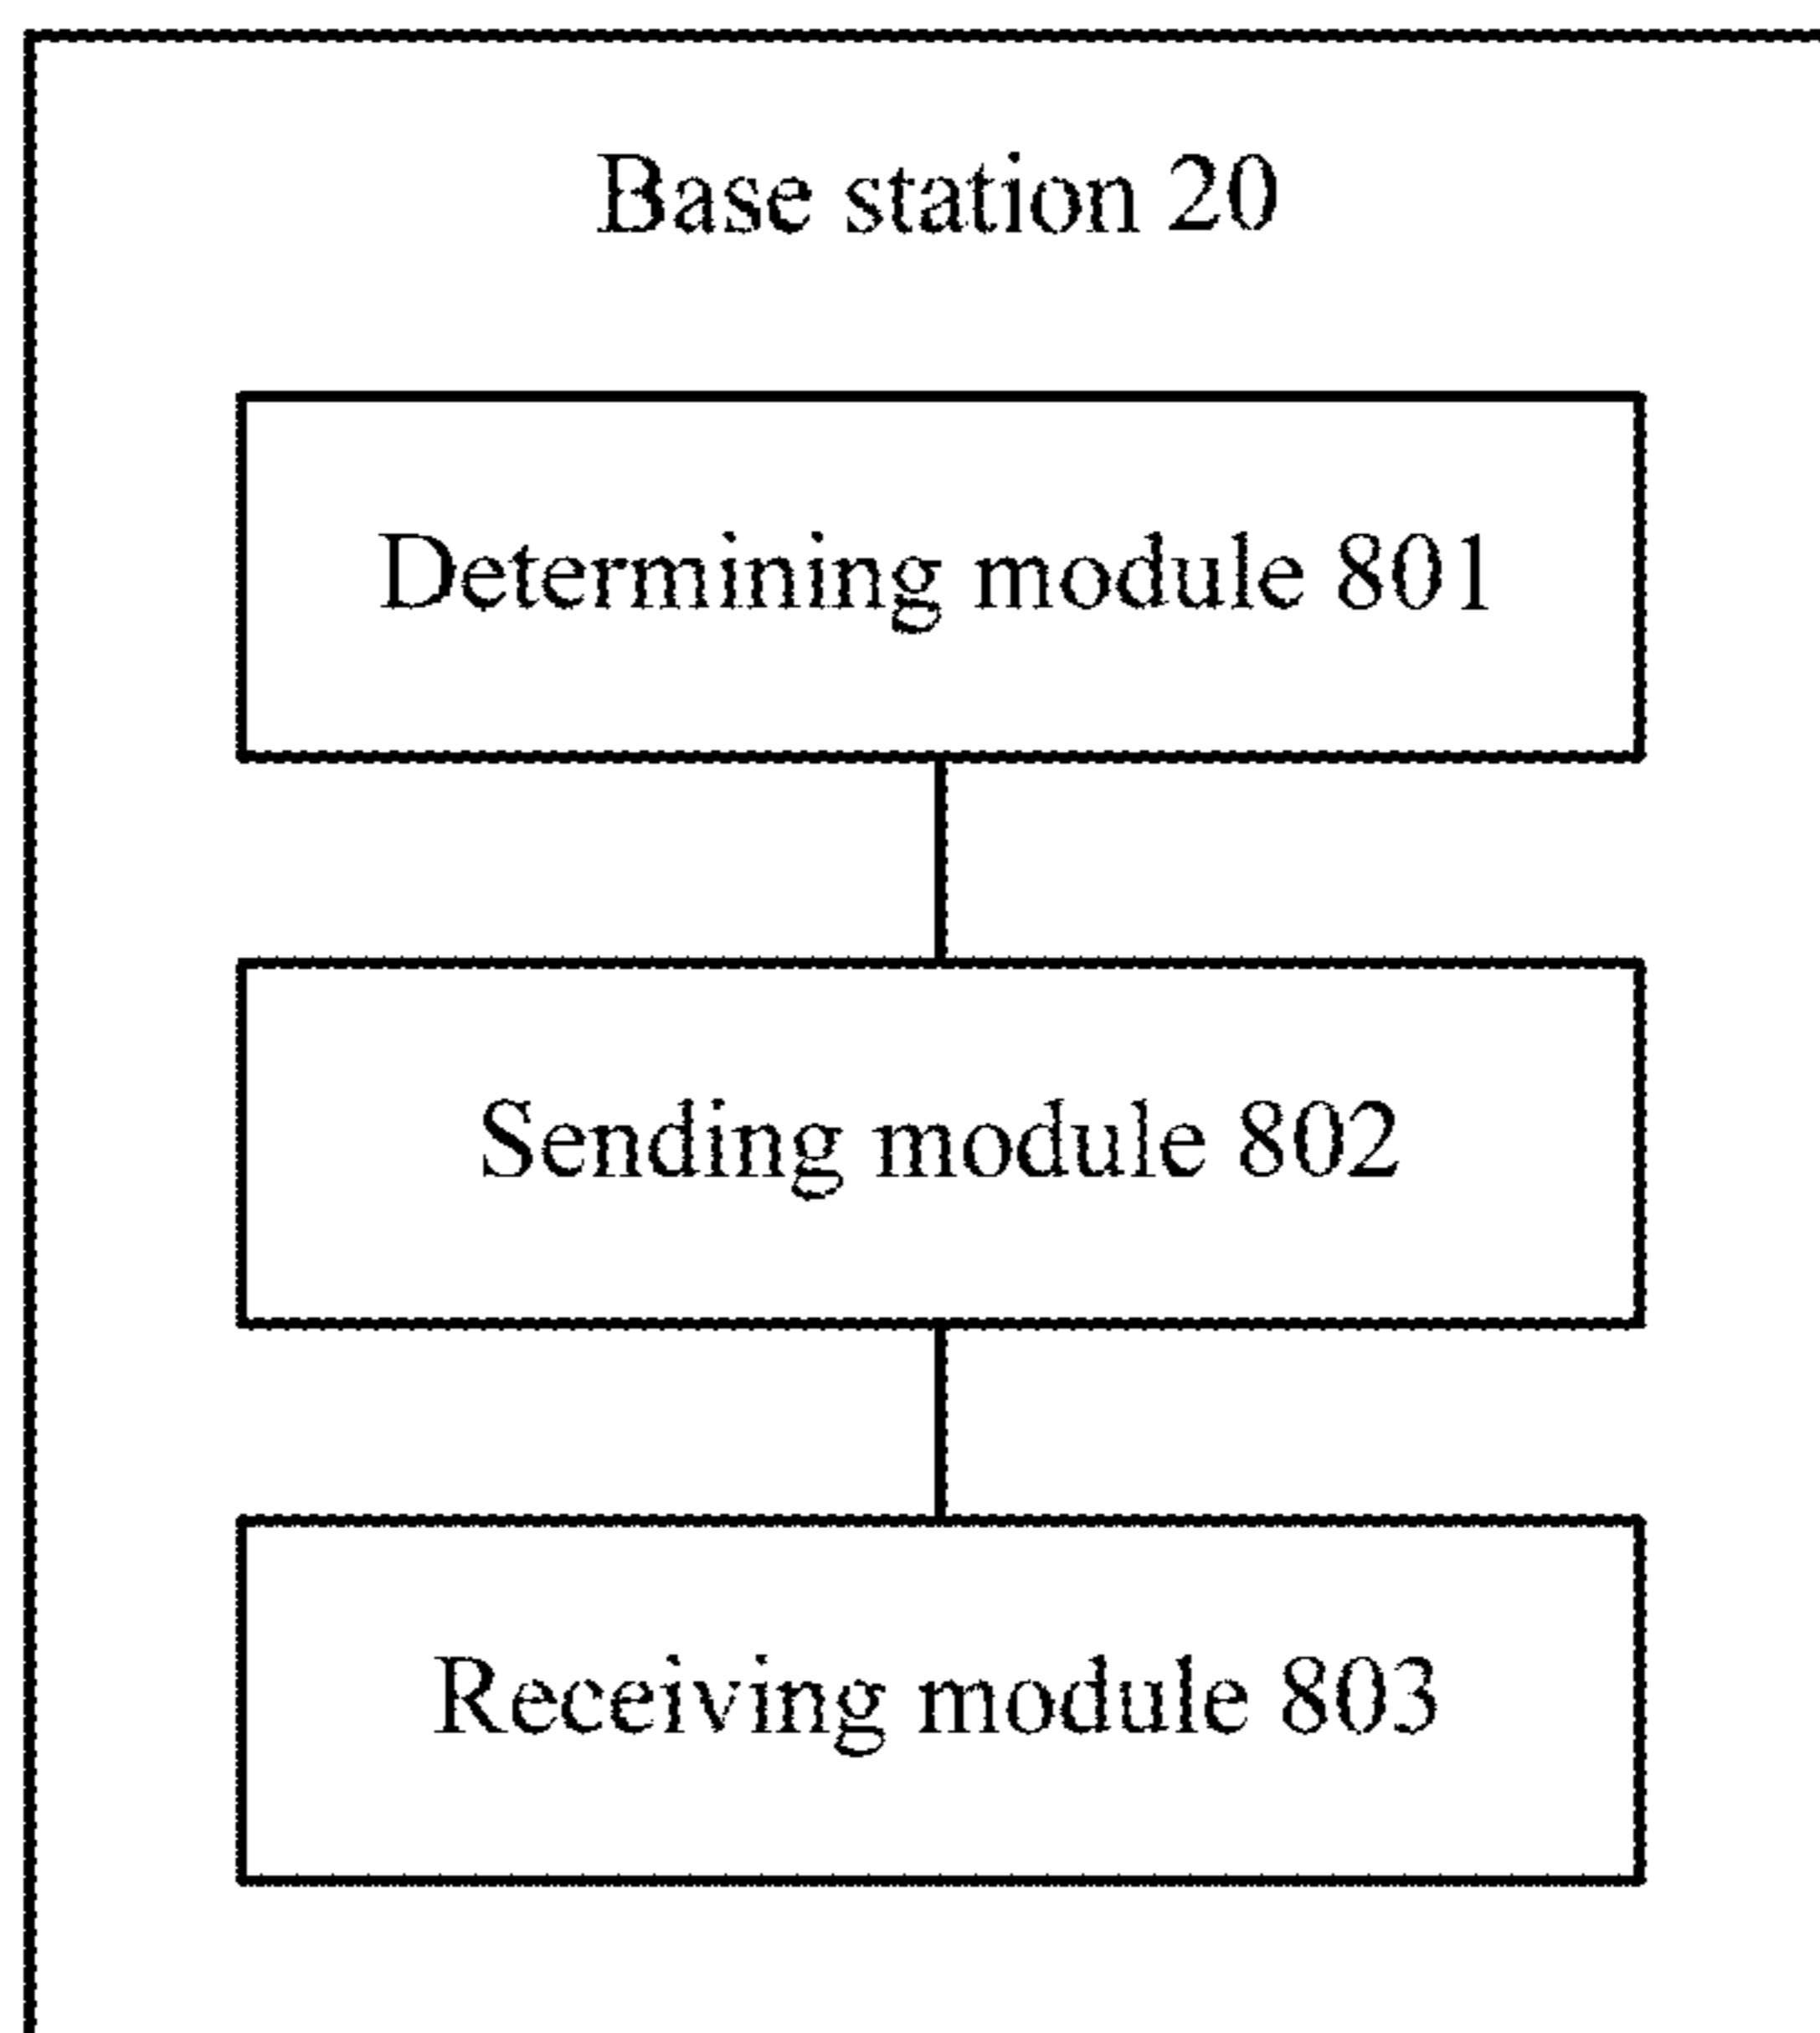 Base station 20
Determining module 801
Sending module 802
Receiving module 803